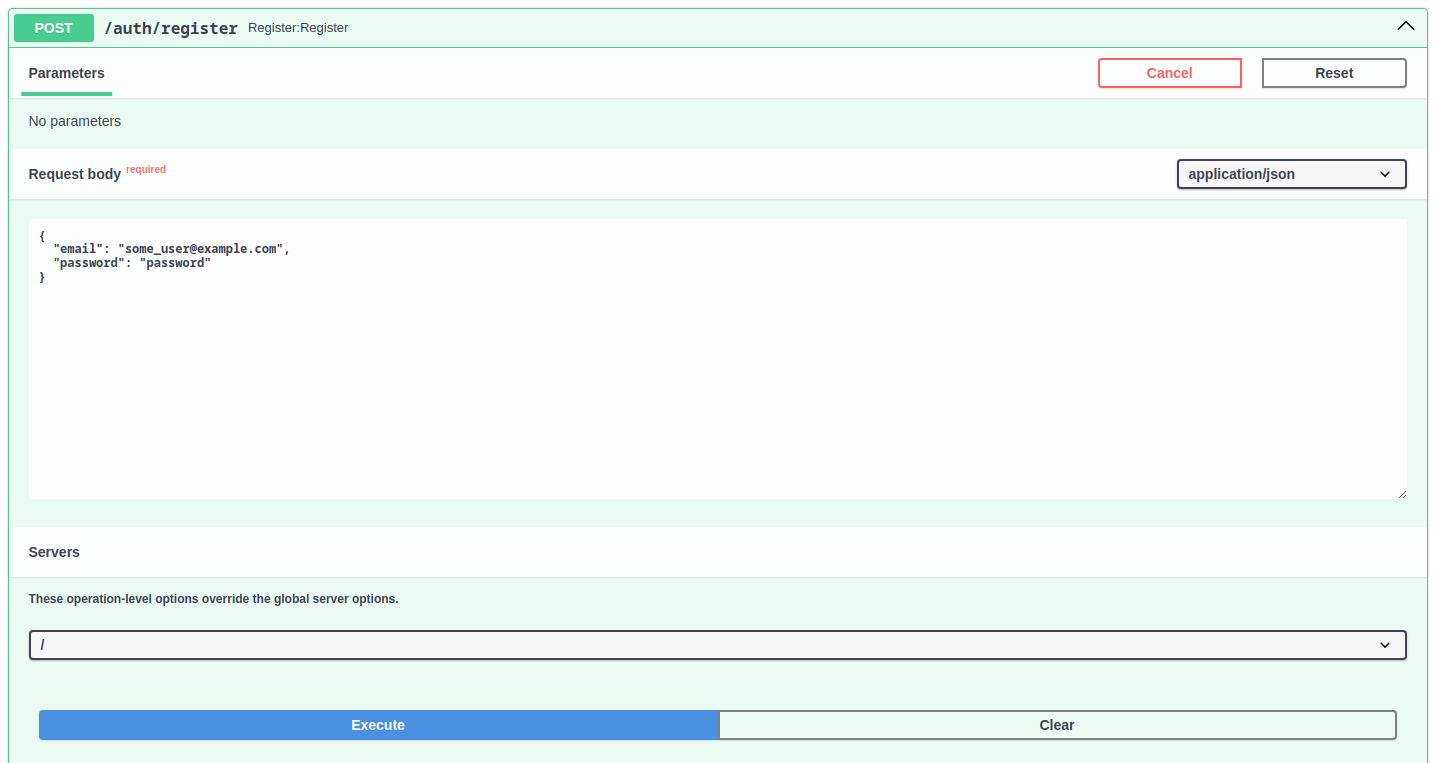 POST /auth/register Register:Register
Parameters Cancel Reset
No parameters
Request body required application/json
{
  "email": "some_user@example.com",
  "password": "password"
}
Servers
These operation-level options override the global server options.
/
Execute Clear